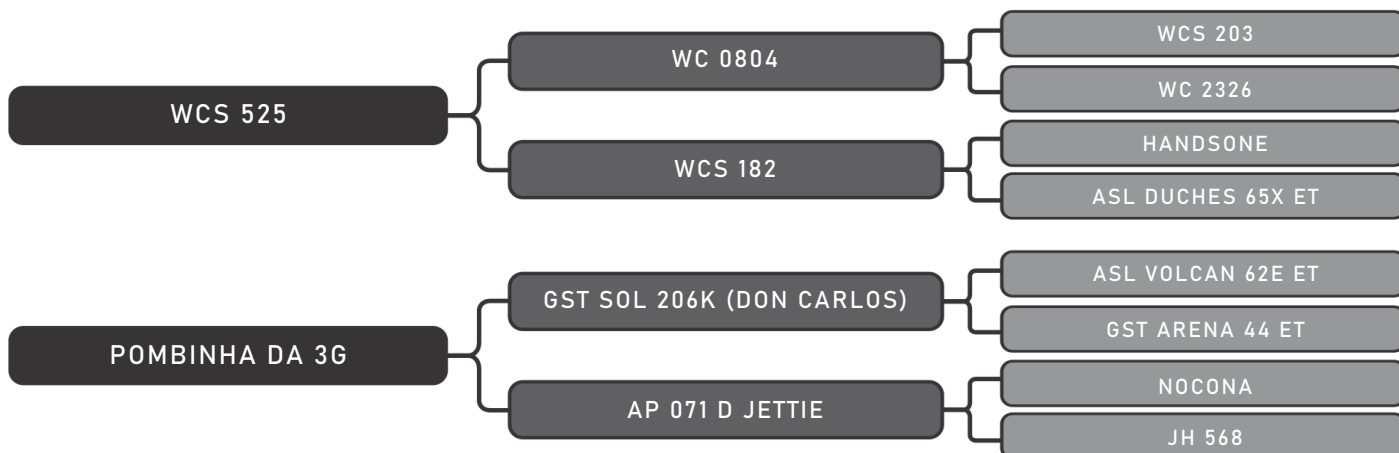 WCS 525
WC 0804
WCS 203
WC 2326
WCS 182
HANDSONE
ASL DUCHES 65X ET
POMBINHA DA 3G
GST SOL 206K (DON CARLOS)
ASL VOLCAN 62E ET
GST ARENA 44 ET
AP 071 D JETTIE
NOCONA
JH 568